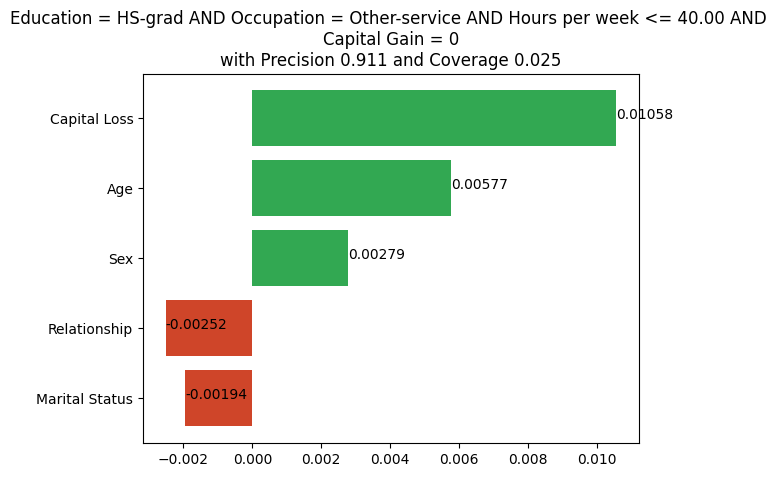 Education = HS-grad AND Occupation = Other-service AND Hours per week <= 40.00 AND
Capital Gain = 0
with Precision 0.911 and Coverage 0.025
Capital Loss
0.01058
Age
0.00577
Sex
0.00279
Relationship
-0.00252
Marital Status
-0.00194
−0.002 0.000 0.002 0.004 0.006 0.008 0.010